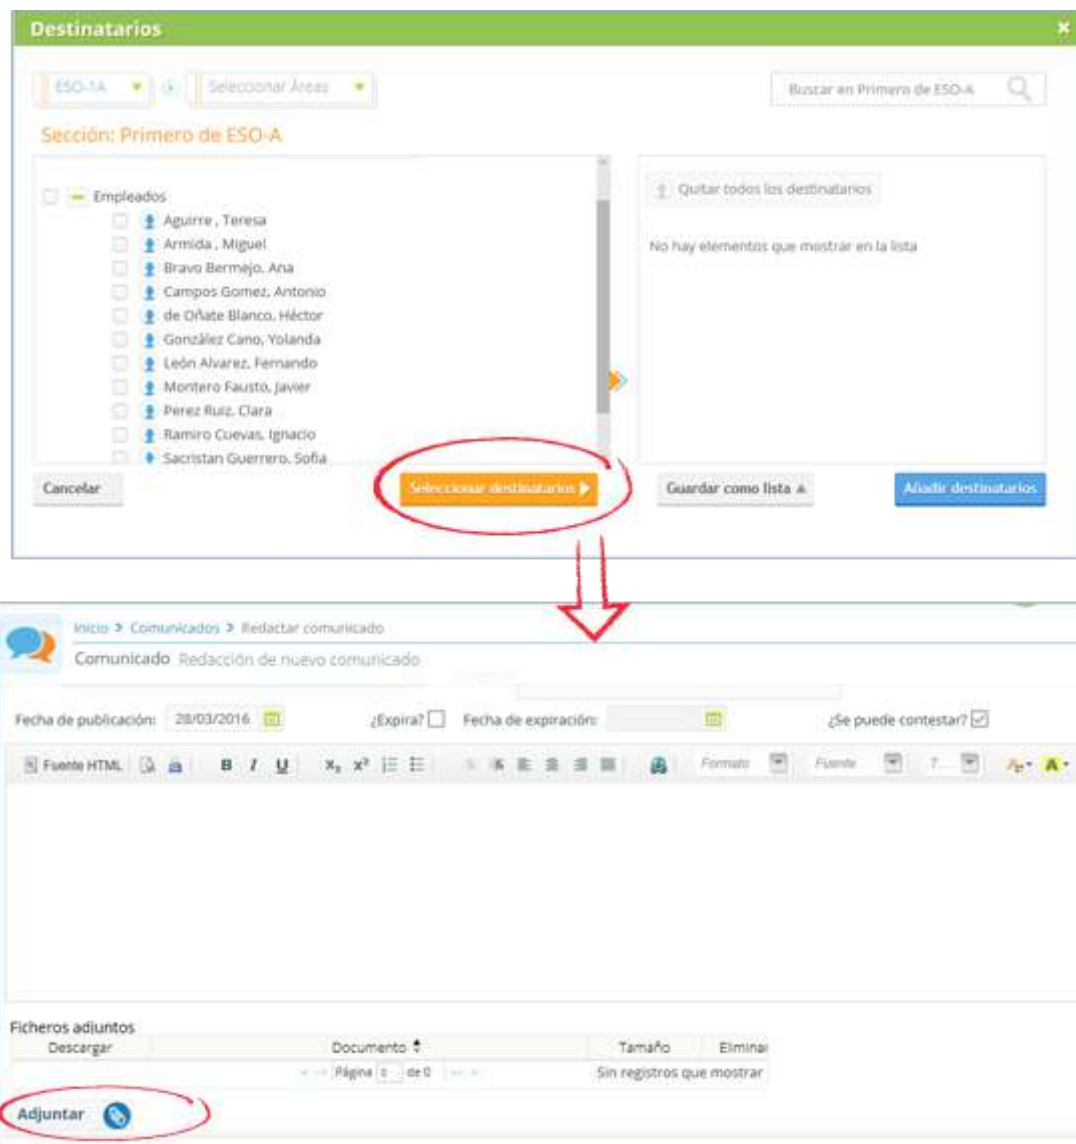 Destinatarios
ESO-1A Seleccionar Áreas Buscar en Primero de ESO-A
Sección: Primero de ESO-A
Quitar todos los destinatarios
No hay elementos que mostrar en la lista
Empleados
Aguirre , Teresa
Armida , Miguel
Bravo Bermejo, Ana
Campos Gomez, Antonio
de Oñate Blanco, Héctor
González Cano, Yolanda
León Alvarez, Fernando
Montero Fausto, Javier
Perez Ruiz, Clara
Ramiro Cuevas, Ignacio
Sacristan Guerrero, Sofia
Cancelar Seleccionar destinatarios Guardar como lista Añadir destinatarios
Inicio > Comunicados > Redactar comunicado
Comunicado Redacción de nuevo comunicado
Fecha de publicación: 28/03/2016 ¿Expira? Fecha de expiración: ¿Se puede contestar?
Fuente HTML B I U X₂ X² Formato Fuente T... A
Ficheros adjuntos
Descargar Documento Tamaño Elimina
Página de 0 Sin registros que mostrar
Adjuntar